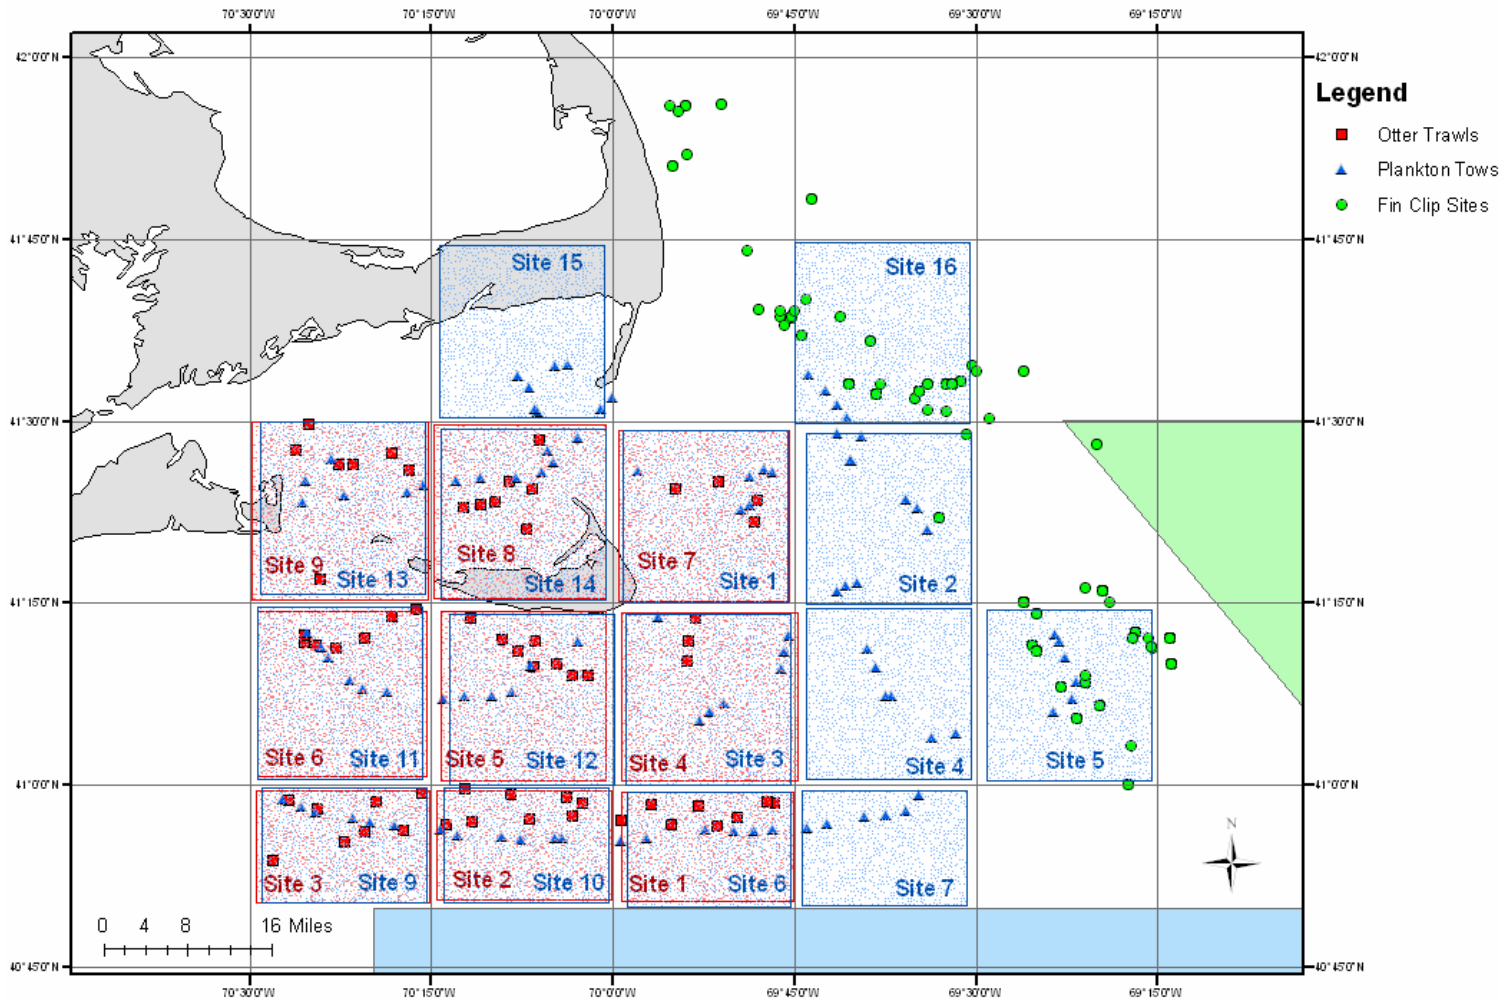 70°30'0"W 70°15'0"W 70°0'0"W 69°45'0"W 69°30'0"W 69°15'0"W
42°0'0"N 42°0'0"N
Legend
Otter Trawls
Plankton Tows
Fin Clip Sites
41°45'0"N 41°45'0"N
Site 15 Site 16
41°30'0"N 41°30'0"N
Site 9 Site 13 Site 8 Site 14 Site 7 Site 1 Site 2
41°15'0"N 41°15'0"N
Site 6 Site 11 Site 5 Site 12 Site 4 Site 3 Site 4 Site 5
41°0'0"N 41°0'0"N
N
Site 3 Site 9 Site 2 Site 10 Site 1 Site 6 Site 7
0 4 8 16 Miles
40°45'0"N 40°45'0"N
70°30'0"W 70°15'0"W 70°0'0"W 69°45'0"W 69°30'0"W 69°15'0"W